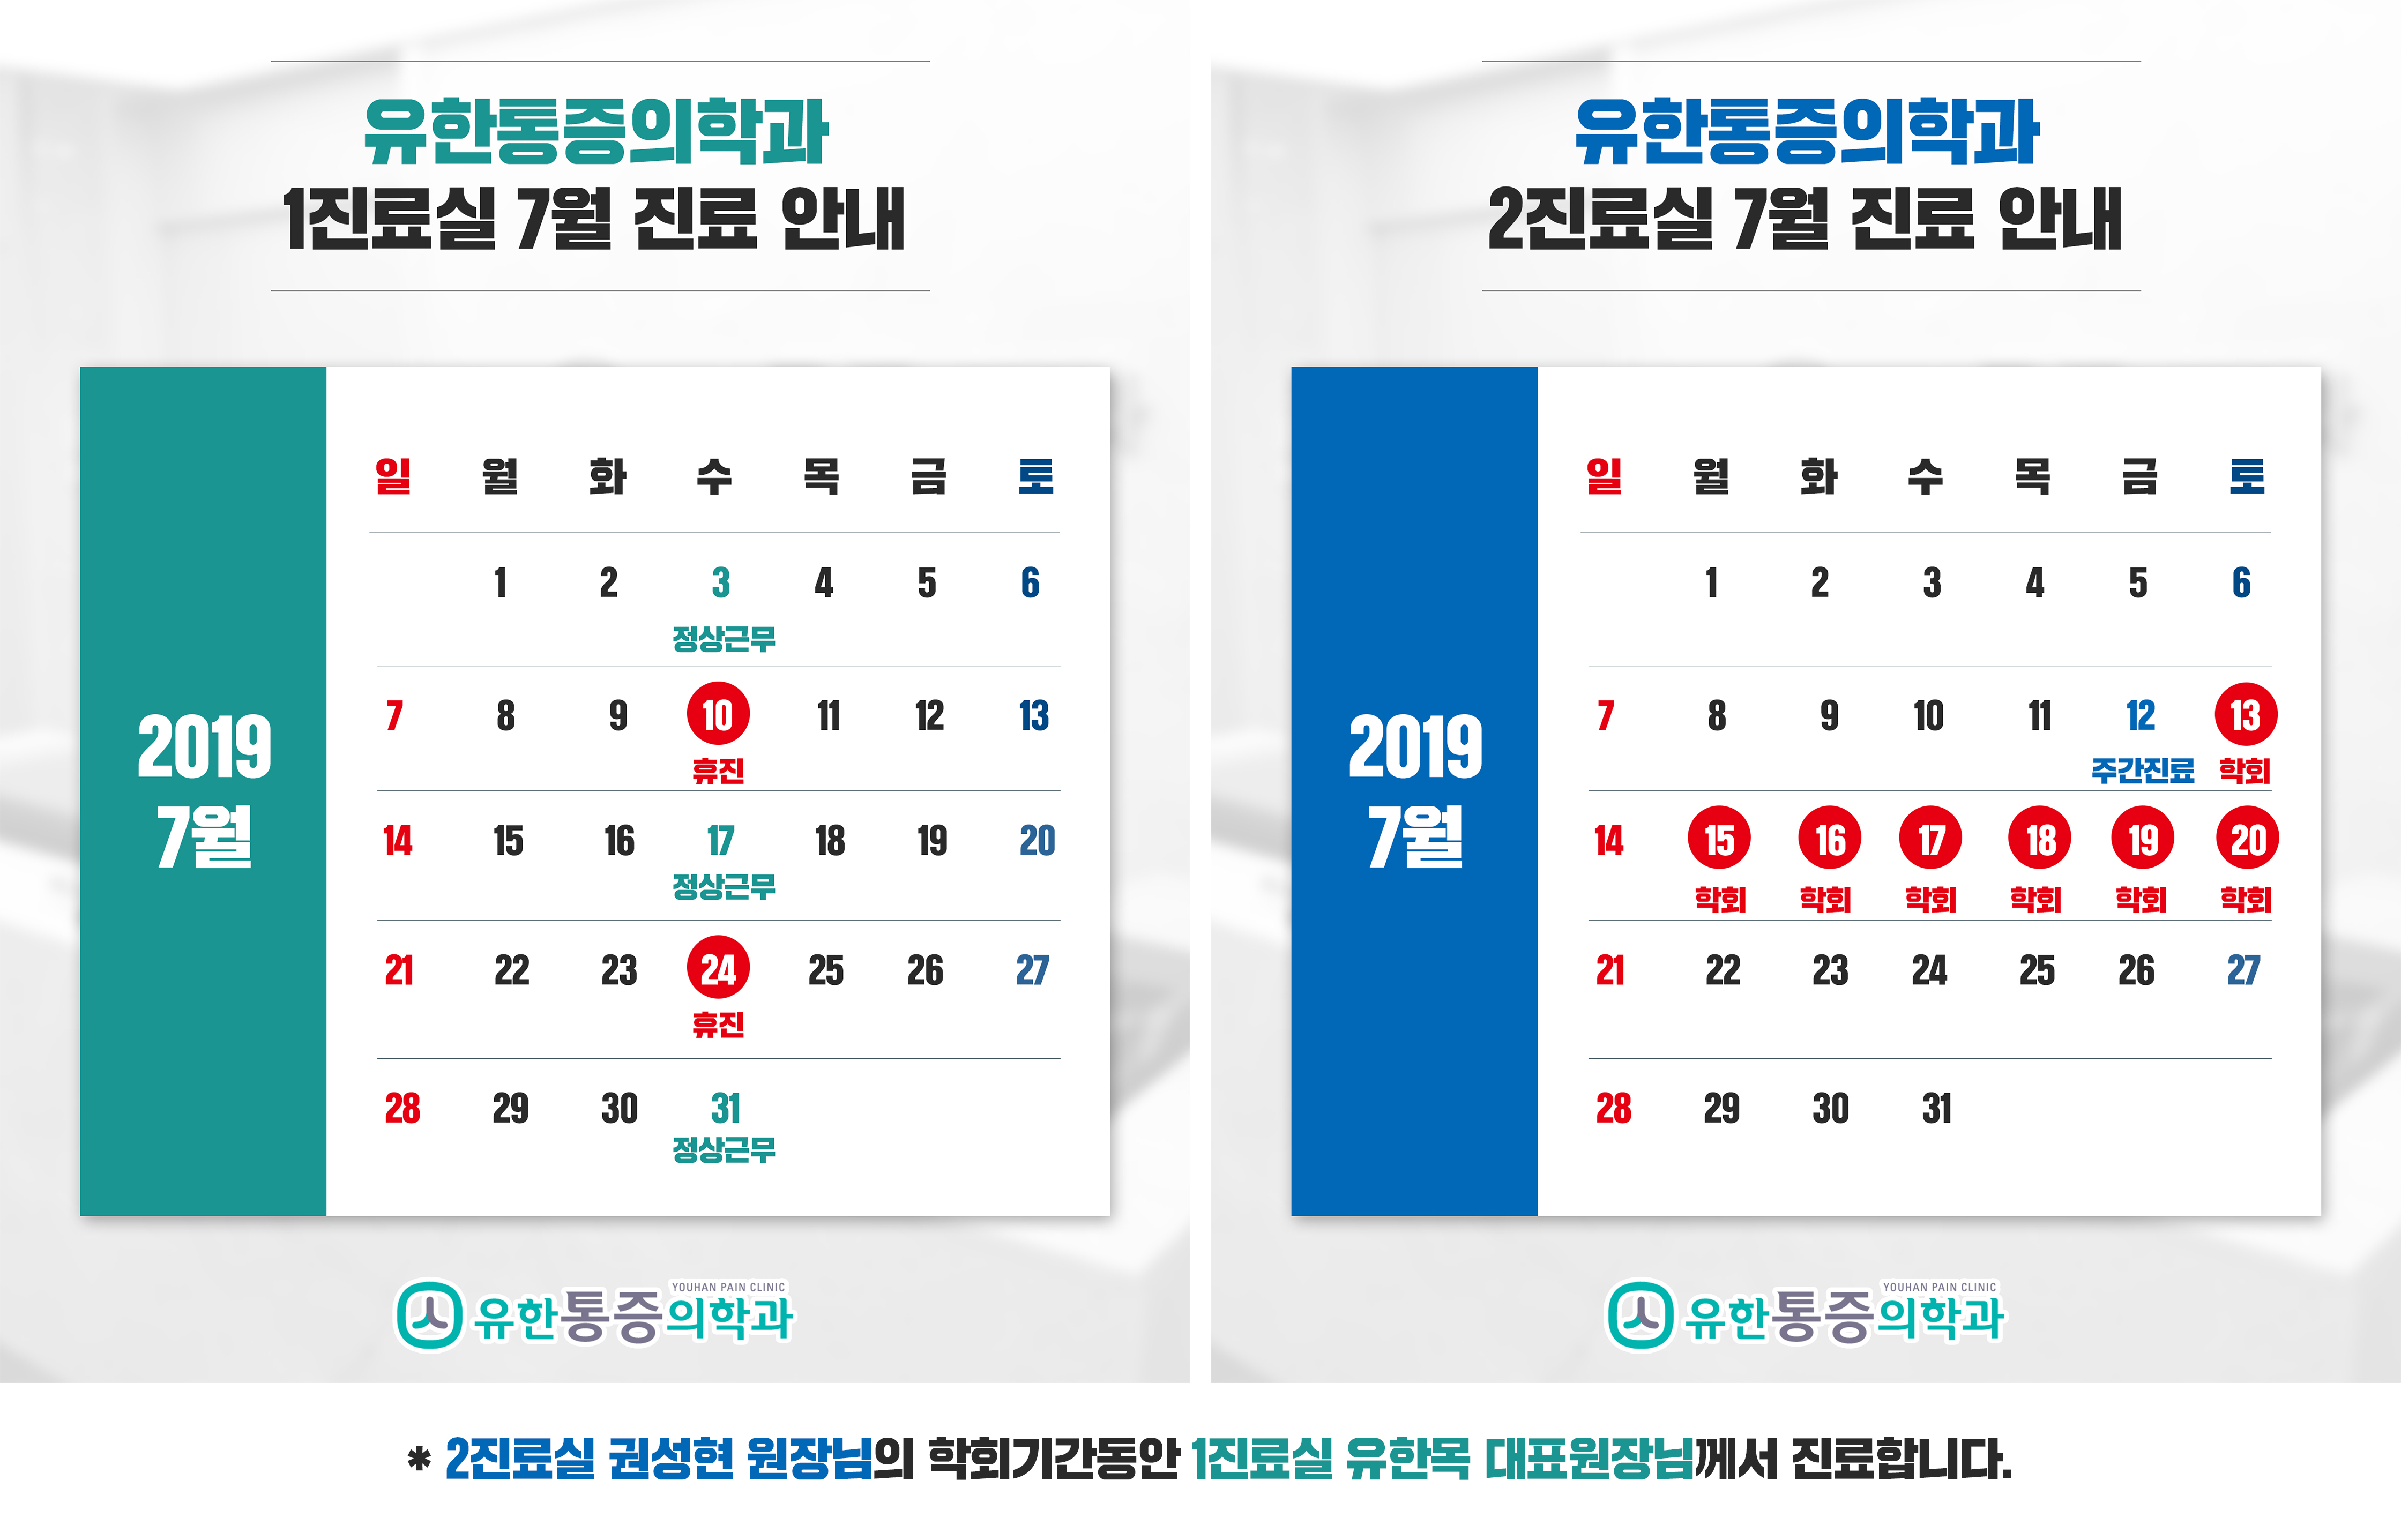 유한통증의학과
1진료실 7월 진료 안내
2019
7월
일 월 화 수 목 금 토
1 2 3 4 5 6
정상근무
7 8 9 10 11 12 13
휴진
14 15 16 17 18 19 20
정상근무
21 22 23 24 25 26 27
휴진
28 29 30 31
정상근무
YOUHAN PAIN CLINIC
유한통증의학과
유한통증의학과
2진료실 7월 진료 안내
2019
7월
일 월 화 수 목 금 토
1 2 3 4 5 6
7 8 9 10 11 12 13
주간진료 학회
14 15 16 17 18 19 20
학회 학회 학회 학회 학회 학회
21 22 23 24 25 26 27
28 29 30 31
YOUHAN PAIN CLINIC
유한통증의학과
* 2진료실 권성현 원장님의 학회기간동안 1진료실 유한목 대표원장님께서 진료합니다.